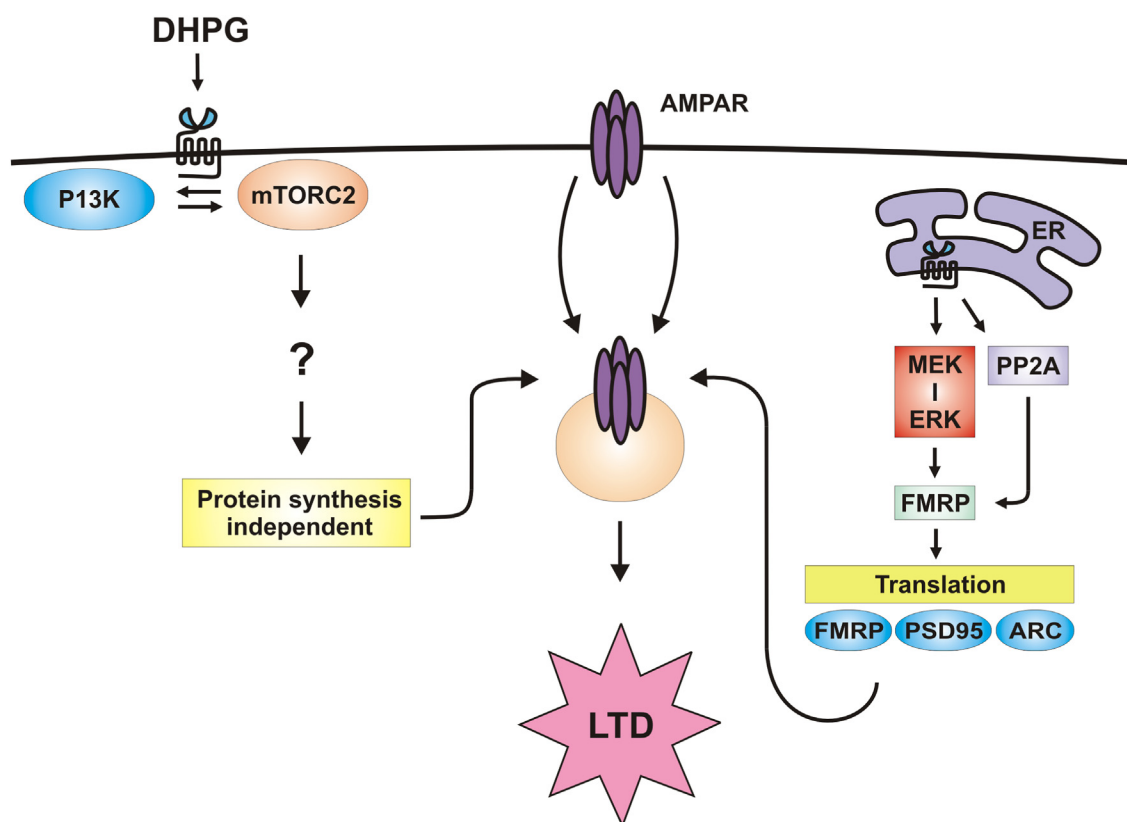 DHPG
AMPAR
P13K
mTORC2
ER
?
MEK
I
ERK
PP2A
Protein synthesis
independent
FMRP
Translation
FMRP PSD95 ARC
LTD